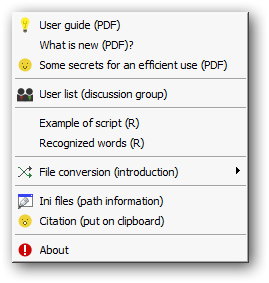 User guide (PDF)
What is new (PDF)?
Some secrets for an efficient use (PDF)
User list (discussion group)
Example of script (R)
Recognized words (R)
File conversion (introduction)
Ini files (path information)
Citation (put on clipboard)
About